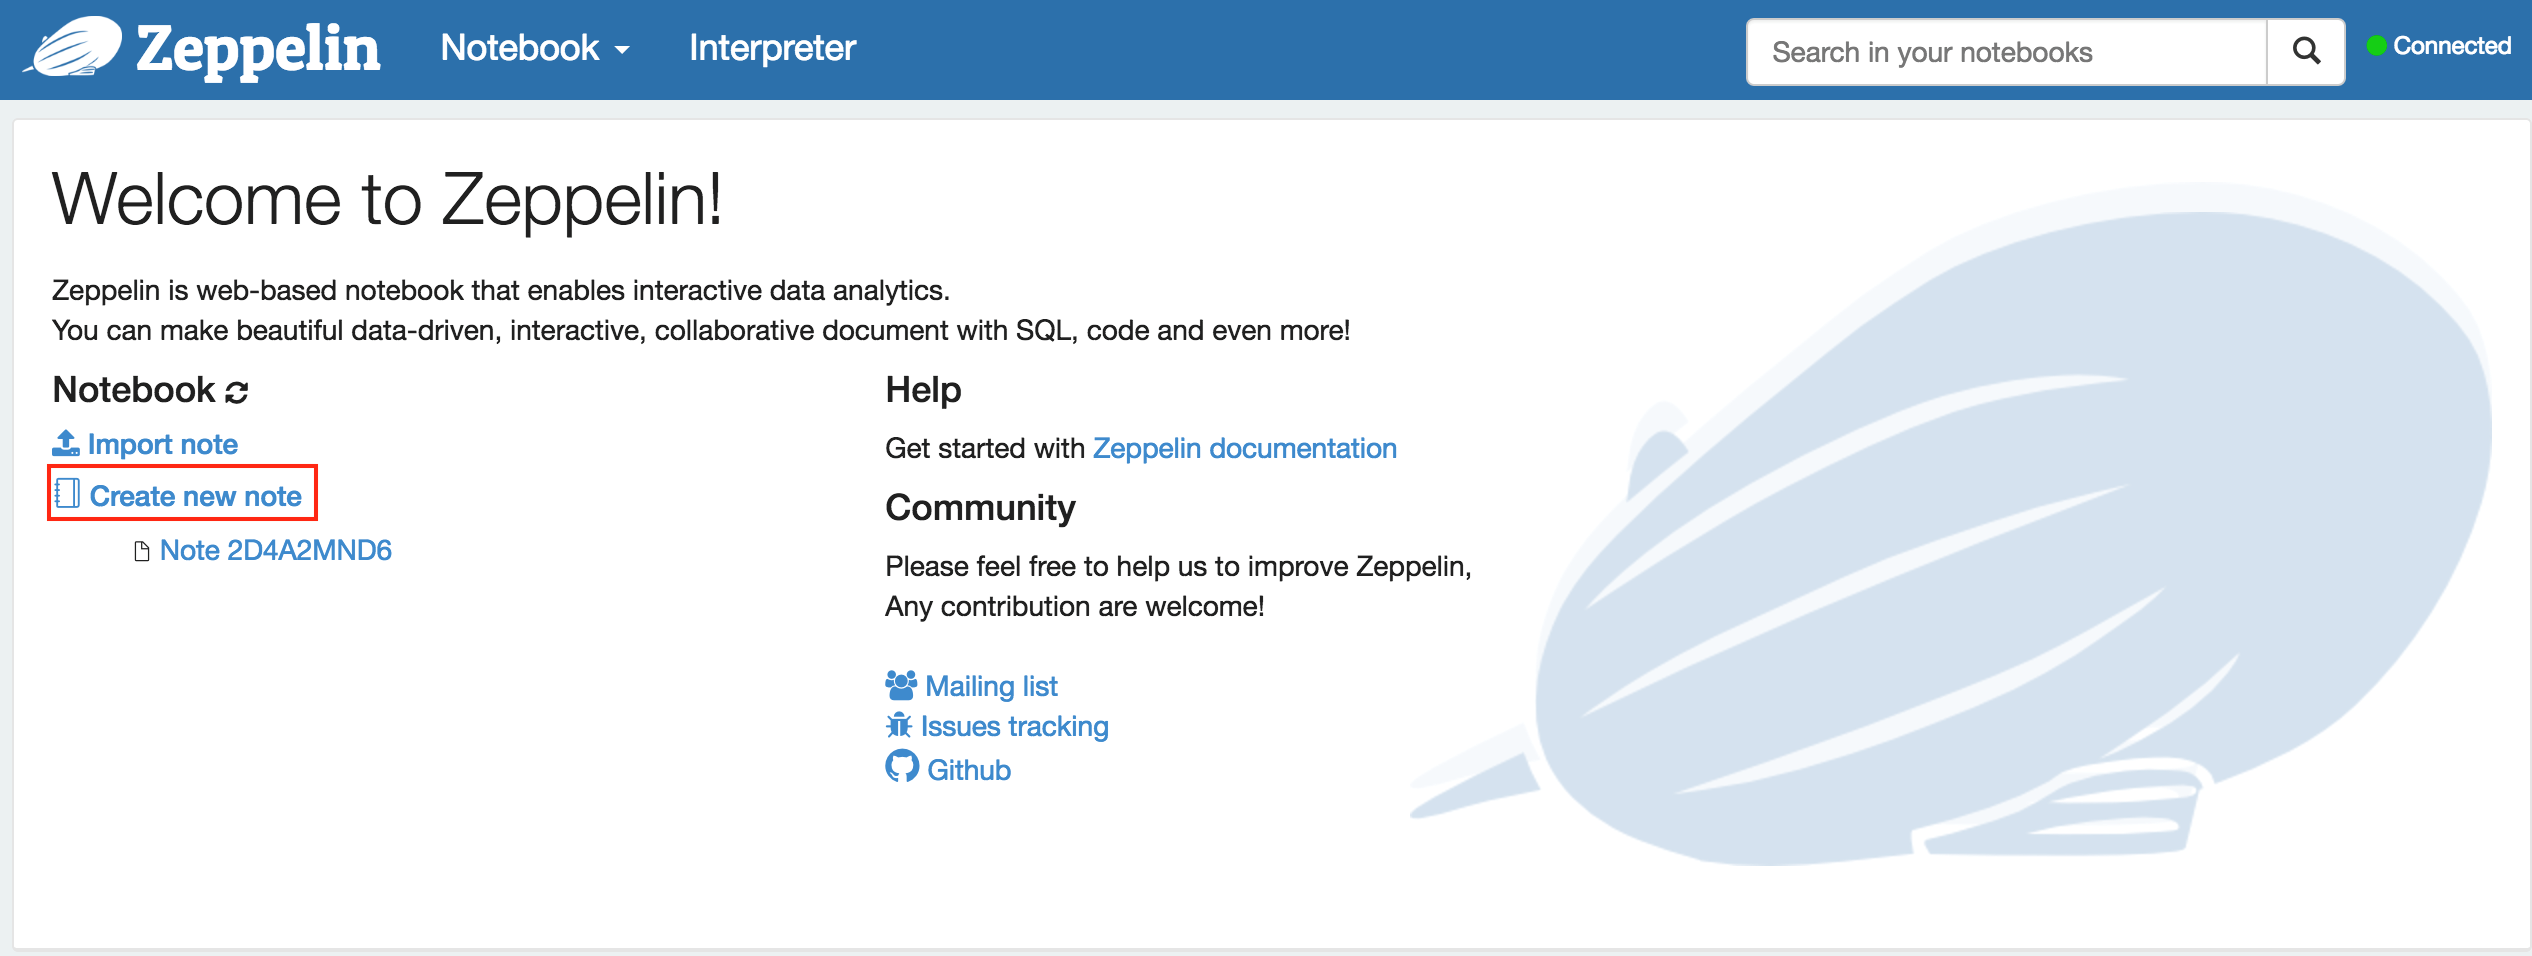 Zeppelin Notebook Interpreter Search in your notebooks Connected
Welcome to Zeppelin!
Zeppelin is web-based notebook that enables interactive data analytics.
You can make beautiful data-driven, interactive, collaborative document with SQL, code and even more!
Notebook
Import note
Create new note
Note 2D4A2MND6
Help
Get started with Zeppelin documentation
Community
Please feel free to help us to improve Zeppelin,
Any contribution are welcome!
Mailing list
Issues tracking
Github